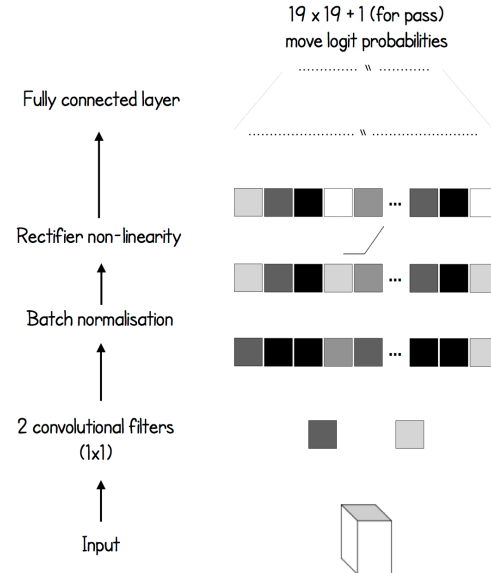 19 x 19 + 1 (for pass)
move logit probabilities
Fully connected layer
Rectifier non-linearity
Batch normalisation
2 convolutional filters
(1x1)
Input